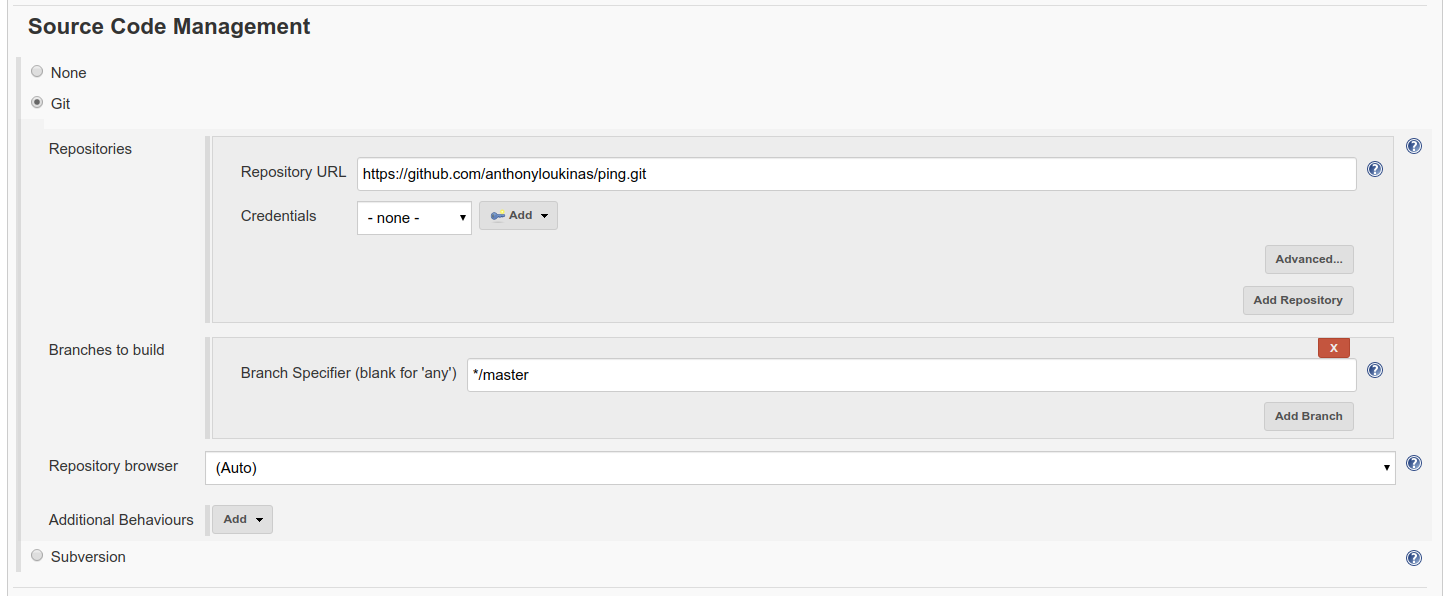 Source Code Management
None
Git
Repositories
Repository URL https://github.com/anthonyloukinas/ping.git
Credentials - none - Add
Advanced...
Add Repository
Branches to build
X
Branch Specifier (blank for 'any') */master
Add Branch
Repository browser (Auto)
Additional Behaviours Add
Subversion